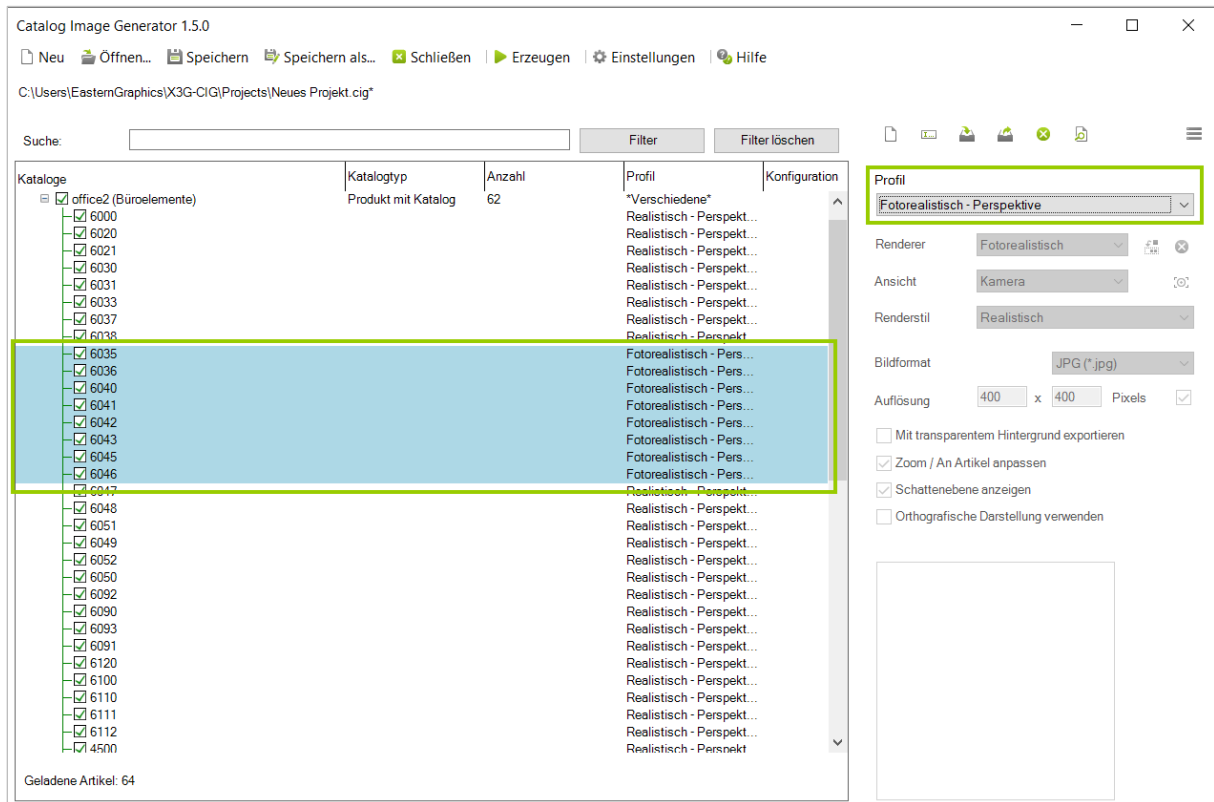 Catalog Image Generator 1.5.0
Neu Öffnen... Speichern Speichern als... Schließen Erzeugen Einstellungen Hilfe
C:\Users\EasternGraphics\X3G-CIG\Projects\Neues Projekt.cig*
Suche: Filter Filter löschen
Kataloge Katalogtyp Anzahl Profil Konfiguration
office2 (Büroelemente) Produkt mit Katalog 62 *Verschiedene*
6000 Realistisch - Perspekt...
6020 Realistisch - Perspekt...
6021 Realistisch - Perspekt...
6030 Realistisch - Perspekt...
6031 Realistisch - Perspekt...
6033 Realistisch - Perspekt...
6037 Realistisch - Perspekt...
6038 Realistisch - Perspekt...
6035 Fotorealistisch - Pers...
6036 Fotorealistisch - Pers...
6040 Fotorealistisch - Pers...
6041 Fotorealistisch - Pers...
6042 Fotorealistisch - Pers...
6043 Fotorealistisch - Pers...
6045 Fotorealistisch - Pers...
6046 Fotorealistisch - Pers...
6047 Realistisch - Perspekt...
6048 Realistisch - Perspekt...
6051 Realistisch - Perspekt...
6049 Realistisch - Perspekt...
6052 Realistisch - Perspekt...
6050 Realistisch - Perspekt...
6092 Realistisch - Perspekt...
6090 Realistisch - Perspekt...
6093 Realistisch - Perspekt...
6091 Realistisch - Perspekt...
6120 Realistisch - Perspekt...
6100 Realistisch - Perspekt...
6110 Realistisch - Perspekt...
6111 Realistisch - Perspekt...
6112 Realistisch - Perspekt...
4500 Realistisch - Perspekt
Geladene Artikel: 64
Profil
Fotorealistisch - Perspektive
Renderer Fotorealistisch
Ansicht Kamera
Renderstil Realistisch
Bildformat JPG (*.jpg)
Auflösung 400 x 400 Pixels
Mit transparentem Hintergrund exportieren
Zoom / An Artikel anpassen
Schattenebene anzeigen
Orthografische Darstellung verwenden